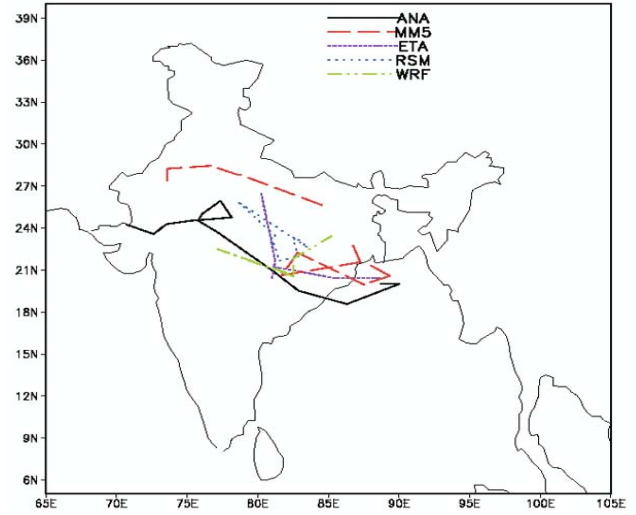 ANA
MM5
ETA
RSM
WRF
39N
36N
33N
30N
27N
24N
21N
18N
15N
12N
9N
6N
65E 70E 75E 80E 85E 90E 95E 100E 105E